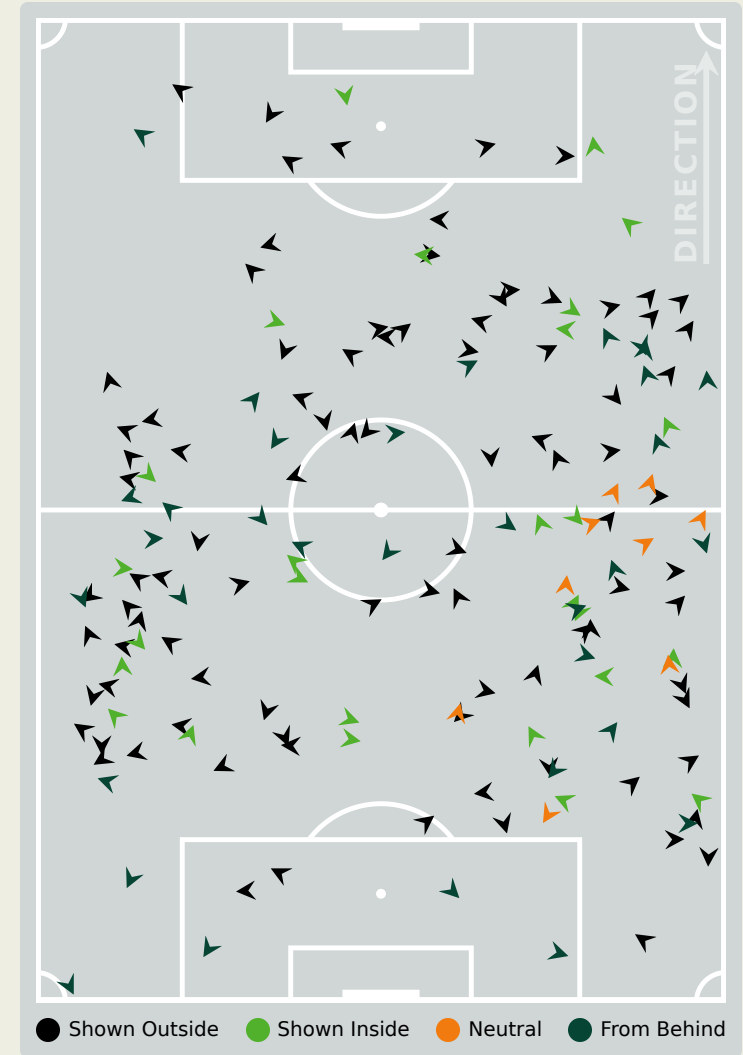 DIRECTION
Shown Outside
Shown Inside
Neutral
From Behind